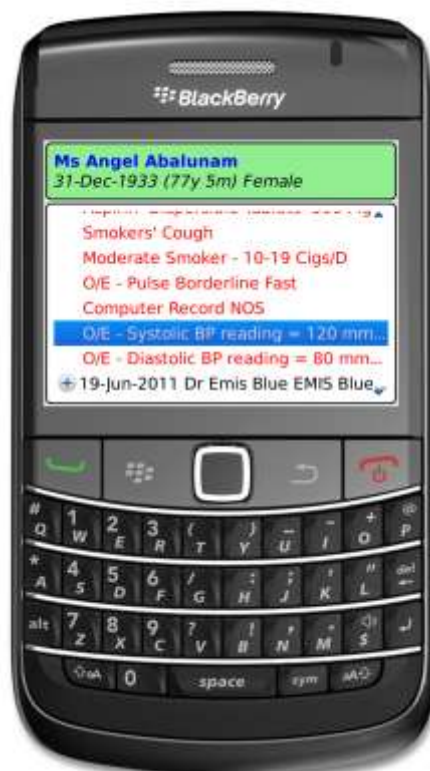 BlackBerry
Ms Angel Abalunam
31-Dec-1933 (77y 5m) Female
Smokers' Cough
Moderate Smoker - 10-19 Cigs/D
O/E - Pulse Borderline Fast
Computer Record NOS
O/E - Systolic BP reading = 120 mm...
O/E - Diastolic BP reading = 80 mm...
19-Jun-2011 Dr Emis Blue EMIS Blue
# 1 2 3 ( ) _ - + @
Q W E R T Y U I O P
* 4 5 6 / : ; ' " del
A S D F G H J K L
alt 7 8 9 ? ! , . $
Z X C V B N M
aA 0 space sym aA